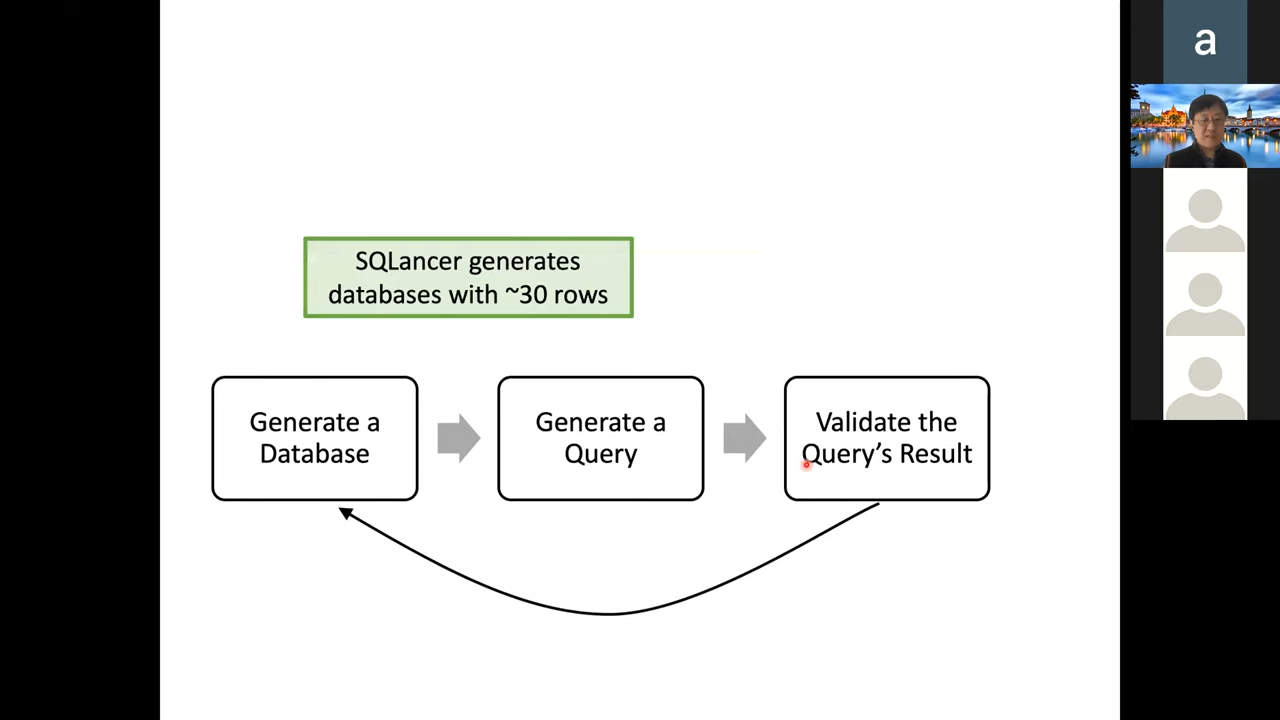 a
SQLancer generates
databases with ~30 rows
Generate a
Database
Generate a
Query
Validate the
Query’s Result